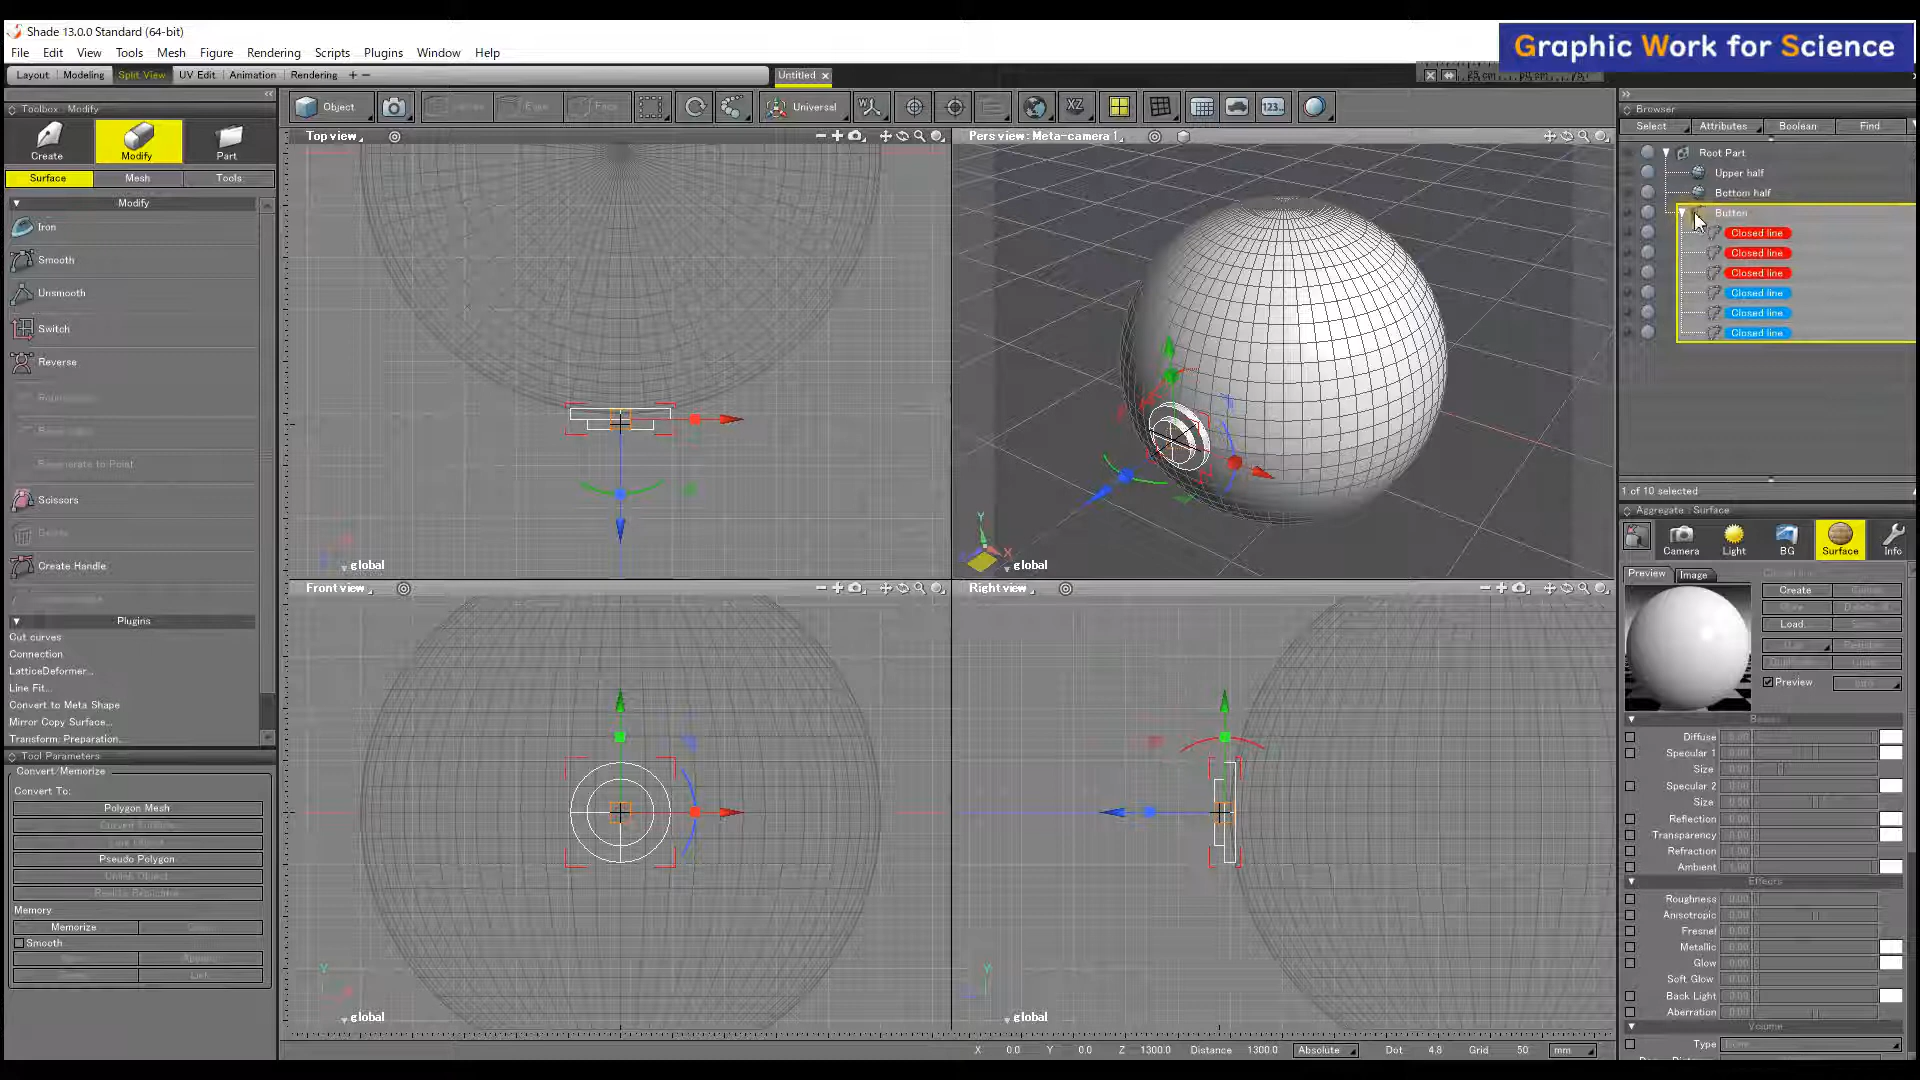 Shade 13.0.0 Standard (64-bit)
Graphic Work for Science
File Edit View Tools Mesh Figure Rendering Scripts Plugins Window Help
Layout Modeling Split View UV Edit Animation Rendering + −
Untitled x
Toolbox : Modify
Object
Universal
XZ
123...
Browser
Create Modify Part
Select Attributes Boolean Find
Surface Mesh Tools
Top view
Pers view: Meta-camera 1
Root Part
Upper half
Bottom half
Button
Closed line
Closed line
Closed line
Closed line
Closed line
Closed line
Modify
Iron
Smooth
Unsmooth
Switch
Reverse
Scissors
Create Handle
1 of 10 selected
Aggregate : Surface
Camera Light BG Surface Info
global
global
Preview Image
Create
Load...
Preview
Front view
Right view
Plugins
Cut curves
Connection
LatticeDeformer...
Line Fit...
Convert to Meta Shape
Mirror Copy Surface...
Transform: Preparation...
Tool Parameters
Convert/Memorize
Convert To:
Polygon Mesh
Pseudo Polygon
Memory
Memorize
Smooth
Diffuse
Specular 1
Size
Specular 2
Size
Reflection
Transparency
Refraction
Ambient
Effects
Roughness
Anisotropic
Fresnel
Metallic
Glow
Soft Glow
Back Light
Aberration
Volume
Type
global
global
X 0.0 Y 0.0 Z 1300.0 Distance 1300.0 Absolute Dot 4.8 Grid 50 mm